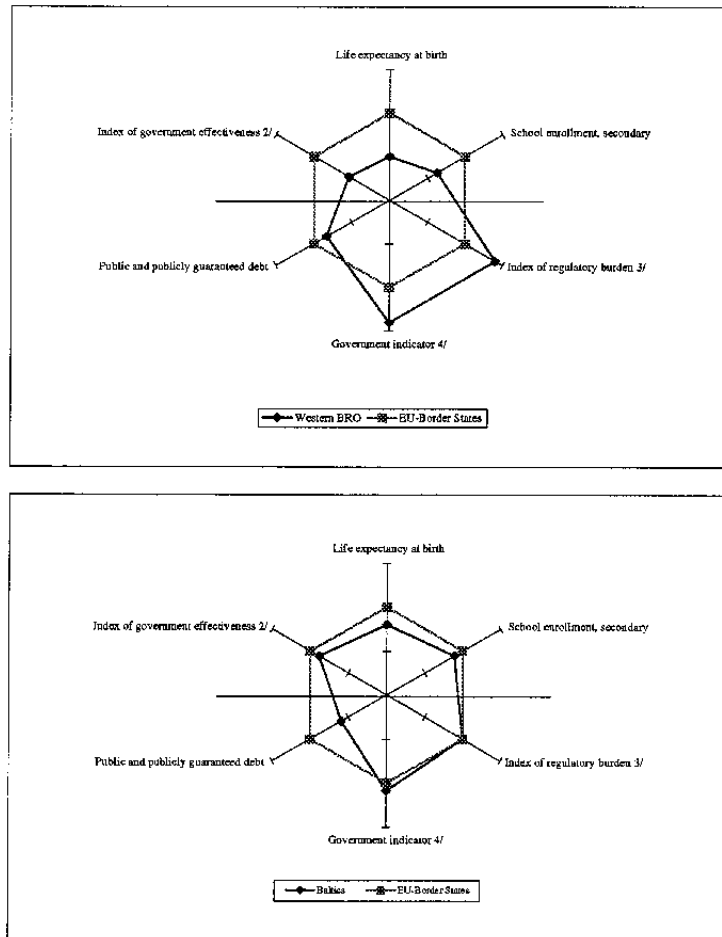 Life expectancy at birth
Index of government effectiveness 2/
School enrollment, secondary
Public and publicly guaranteed debt
Index of regulatory burden 3/
Government indicator 4/
Western BRO EU-Border States
Life expectancy at birth
Index of government effectiveness 2/
School enrollment, secondary
Public and publicly guaranteed debt
Index of regulatory burden 3/
Government indicator 4/
Baltics EU-Border States